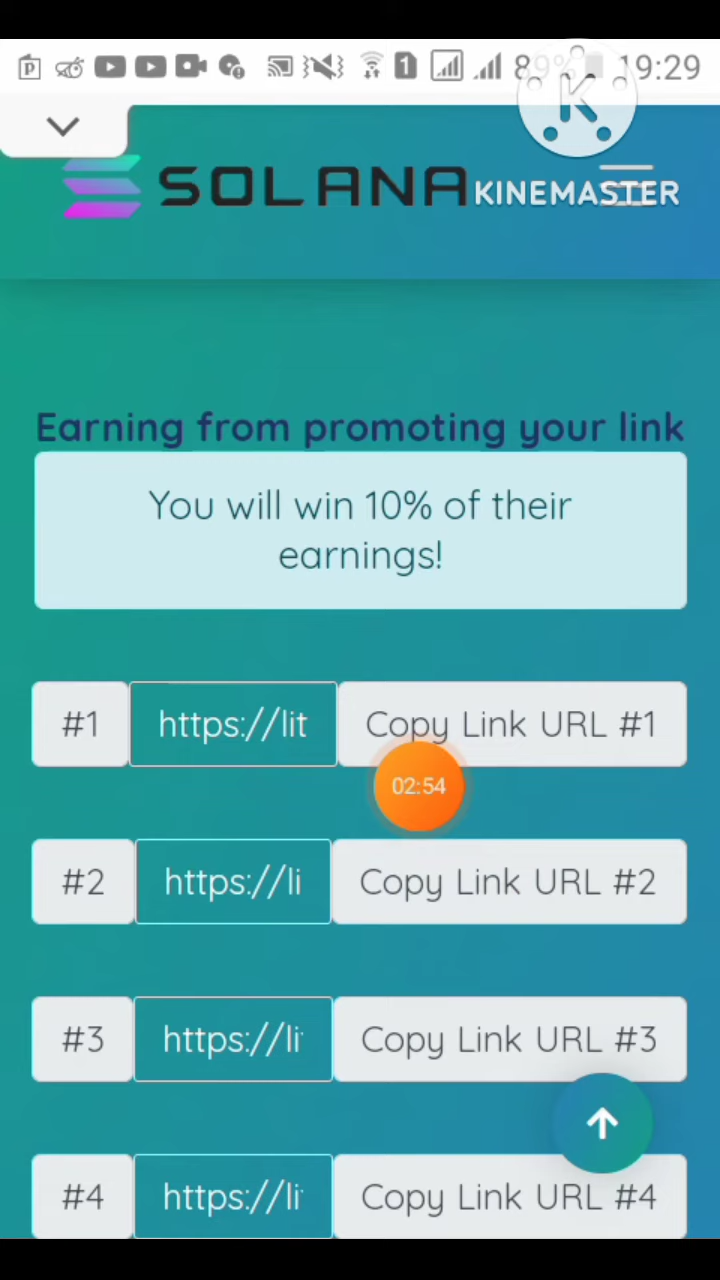 1 89% 19:29
SOLANA
KINEMASTER
Earning from promoting your link
You will win 10% of their
earnings!
#1 https://lit Copy Link URL #1
02:54
#2 https://li Copy Link URL #2
#3 https://li Copy Link URL #3
#4 https://li Copy Link URL #4